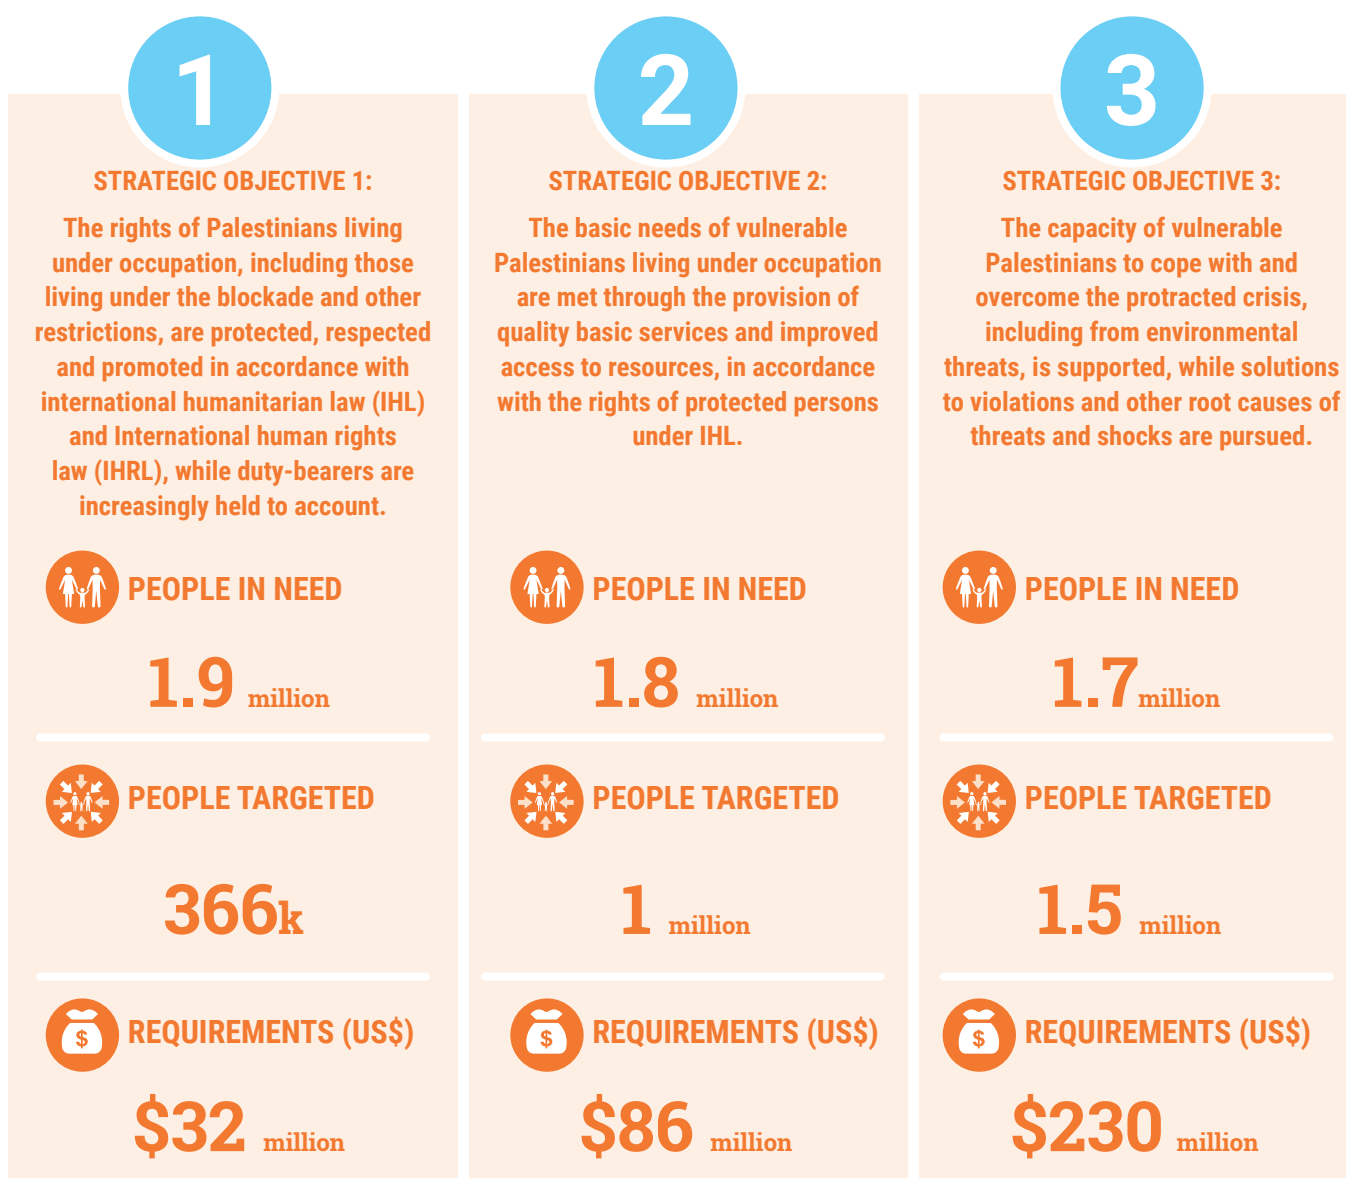 1
STRATEGIC OBJECTIVE 1:
The rights of Palestinians living
under occupation, including those
living under the blockade and other
restrictions, are protected, respected
and promoted in accordance with
international humanitarian law (IHL)
and International human rights
law (IHRL), while duty-bearers are
increasingly held to account.
PEOPLE IN NEED
1.9 million
PEOPLE TARGETED
366k
$
REQUIREMENTS (US$)
$32 million
2
STRATEGIC OBJECTIVE 2:
The basic needs of vulnerable
Palestinians living under occupation
are met through the provision of
quality basic services and improved
access to resources, in accordance
with the rights of protected persons
under IHL.
PEOPLE IN NEED
1.8 million
PEOPLE TARGETED
1 million
$
REQUIREMENTS (US$)
$86 million
3
STRATEGIC OBJECTIVE 3:
The capacity of vulnerable
Palestinians to cope with and
overcome the protracted crisis,
including from environmental
threats, is supported, while solutions
to violations and other root causes of
threats and shocks are pursued.
PEOPLE IN NEED
1.7 million
PEOPLE TARGETED
1.5 million
$
REQUIREMENTS (US$)
$230 million